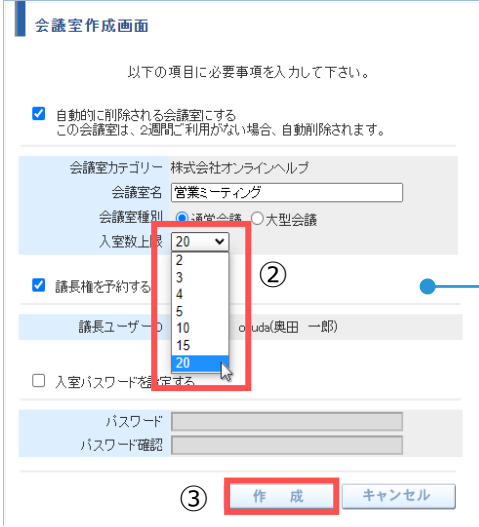 会議室作成画面
以下の項目に必要事項を入力して下さい。
自動的に削除される会議室にする
この会議室は、2週間ご利用がない場合、自動削除されます。
会議室カテゴリー 株式会社オンラインヘルプ
会議室名 営業ミーティング
会議室種別 通常会議 大型会議
入室数上限 20
2
3
4
5
10
15
20
②
議長権を予約する
議長ユーザーID uda(奥田 一郎)
入室パスワードを設定する
パスワード
パスワード確認
③ 作 成 キャンセル